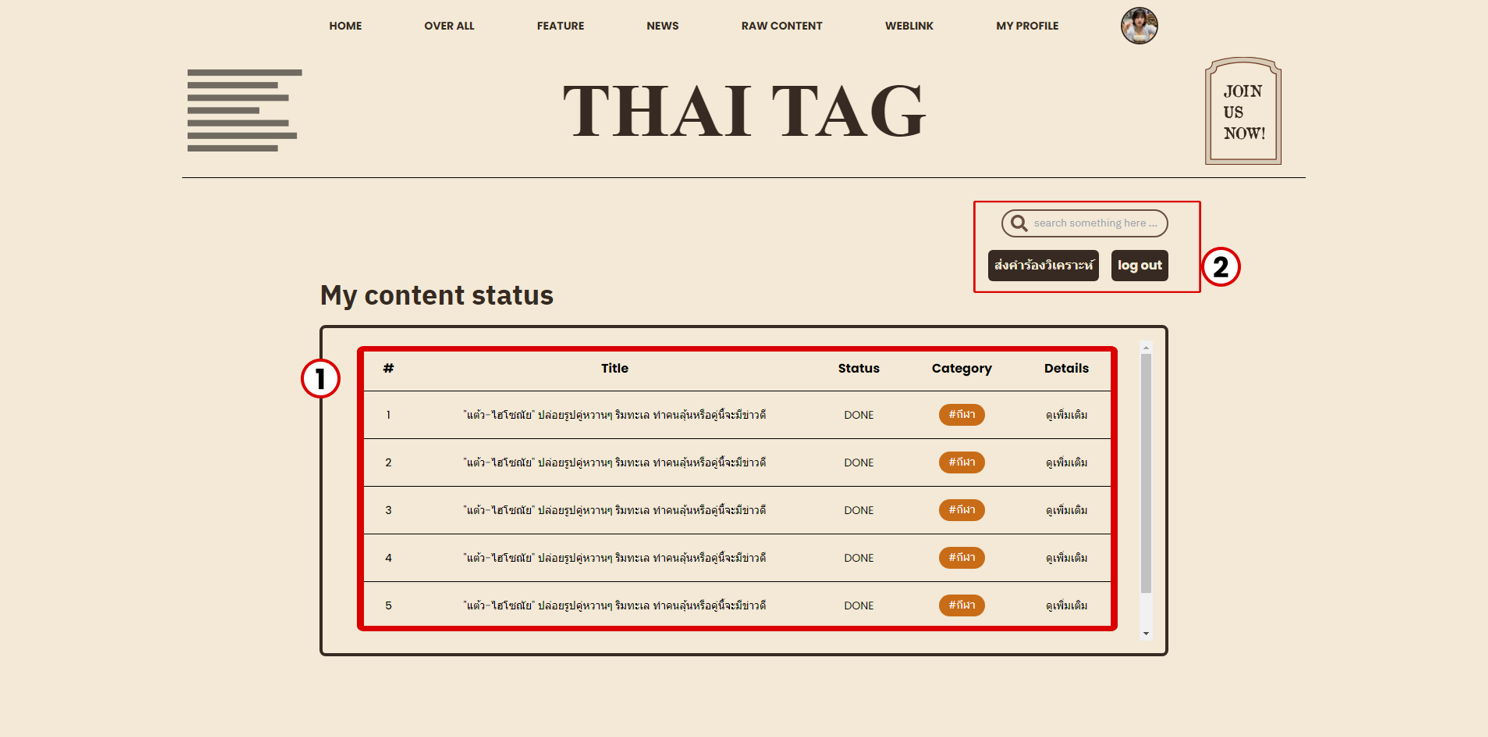 HOME OVER ALL FEATURE NEWS RAW CONTENT WEBLINK MY PROFILE
THAI TAG
JOIN
US
NOW!
search something here ...
ส่งคำร้องวิเคราะห์ log out
2
My content status
1
# Title Status Category Details
1 "แต้ว-ไฮโซณัย" ปล่อยรูปคู่หวานๆ ริมทะเล ทำคนลุ้นหรือคู่นี้จะมีข่าวดี DONE #กีฬา ดูเพิ่มเติม
2 "แต้ว-ไฮโซณัย" ปล่อยรูปคู่หวานๆ ริมทะเล ทำคนลุ้นหรือคู่นี้จะมีข่าวดี DONE #กีฬา ดูเพิ่มเติม
3 "แต้ว-ไฮโซณัย" ปล่อยรูปคู่หวานๆ ริมทะเล ทำคนลุ้นหรือคู่นี้จะมีข่าวดี DONE #กีฬา ดูเพิ่มเติม
4 "แต้ว-ไฮโซณัย" ปล่อยรูปคู่หวานๆ ริมทะเล ทำคนลุ้นหรือคู่นี้จะมีข่าวดี DONE #กีฬา ดูเพิ่มเติม
5 "แต้ว-ไฮโซณัย" ปล่อยรูปคู่หวานๆ ริมทะเล ทำคนลุ้นหรือคู่นี้จะมีข่าวดี DONE #กีฬา ดูเพิ่มเติม